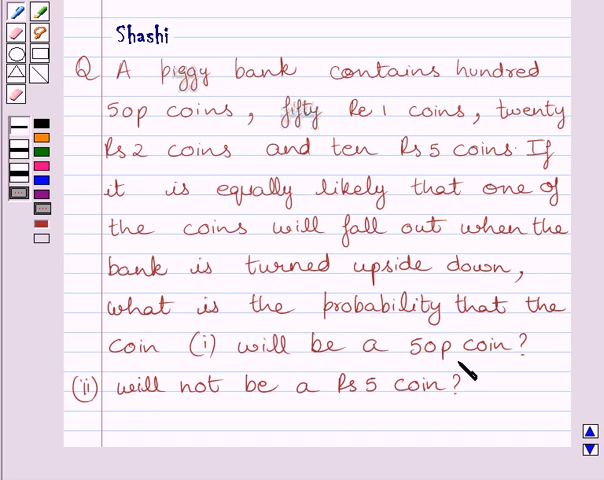 Shashi
Q A piggy bank contains hundred
50p coins, fifty Re 1 coins, twenty
Rs 2 coins and ten Rs 5 coins. If
it is equally likely that one of
the coins will fall out when the
bank is turned upside down,
what is the probability that the
coin (i) will be a 50p coin?
(ii) will not be a Rs 5 coin?